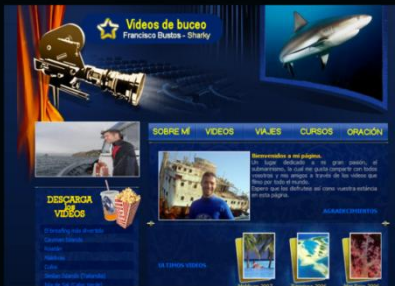 Videos de buceo
Francisco Bustos - Sharky
SOBRE MÍ
VIDEOS
VIAJES
CURSOS
ORACIÓN
Bienvenidos a mi página.
Un lugar dedicado a mi gran pasión, el
submarinismo, la cual me gusta compartir con todos
vosotros y mis amigos a través de los videos que
filmo por todo el mundo.
Espero que los disfrutes así como vuestra estancia
en esta página.
AGRADECIMIENTOS
DESCARGA
los
VIDEOS
Cuba
ULTIMOS VIDEOS